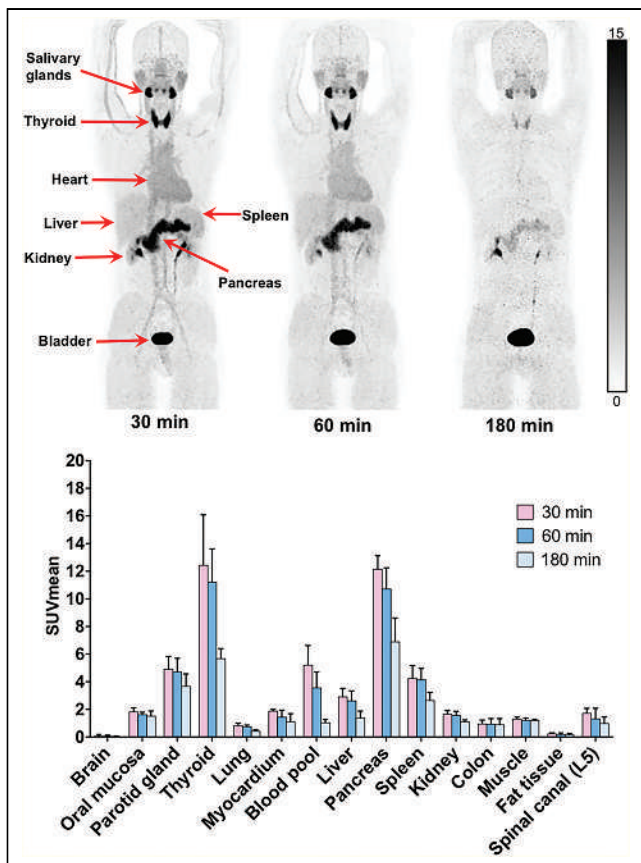 15
Salivary
glands
Thyroid
Heart
Liver
Spleen
Kidney
Pancreas
Bladder
0
30 min
60 min
180 min
20
18
16
14
12
10
8
6
4
2
0
SUVmean
30 min
60 min
180 min
Brain
Oral mucosa
Parotid gland
Thyroid
Lung
Myocardium
Blood pool
Liver
Pancreas
Spleen
Kidney
Colon
Muscle
Fat tissue
Spinal canal (L5)